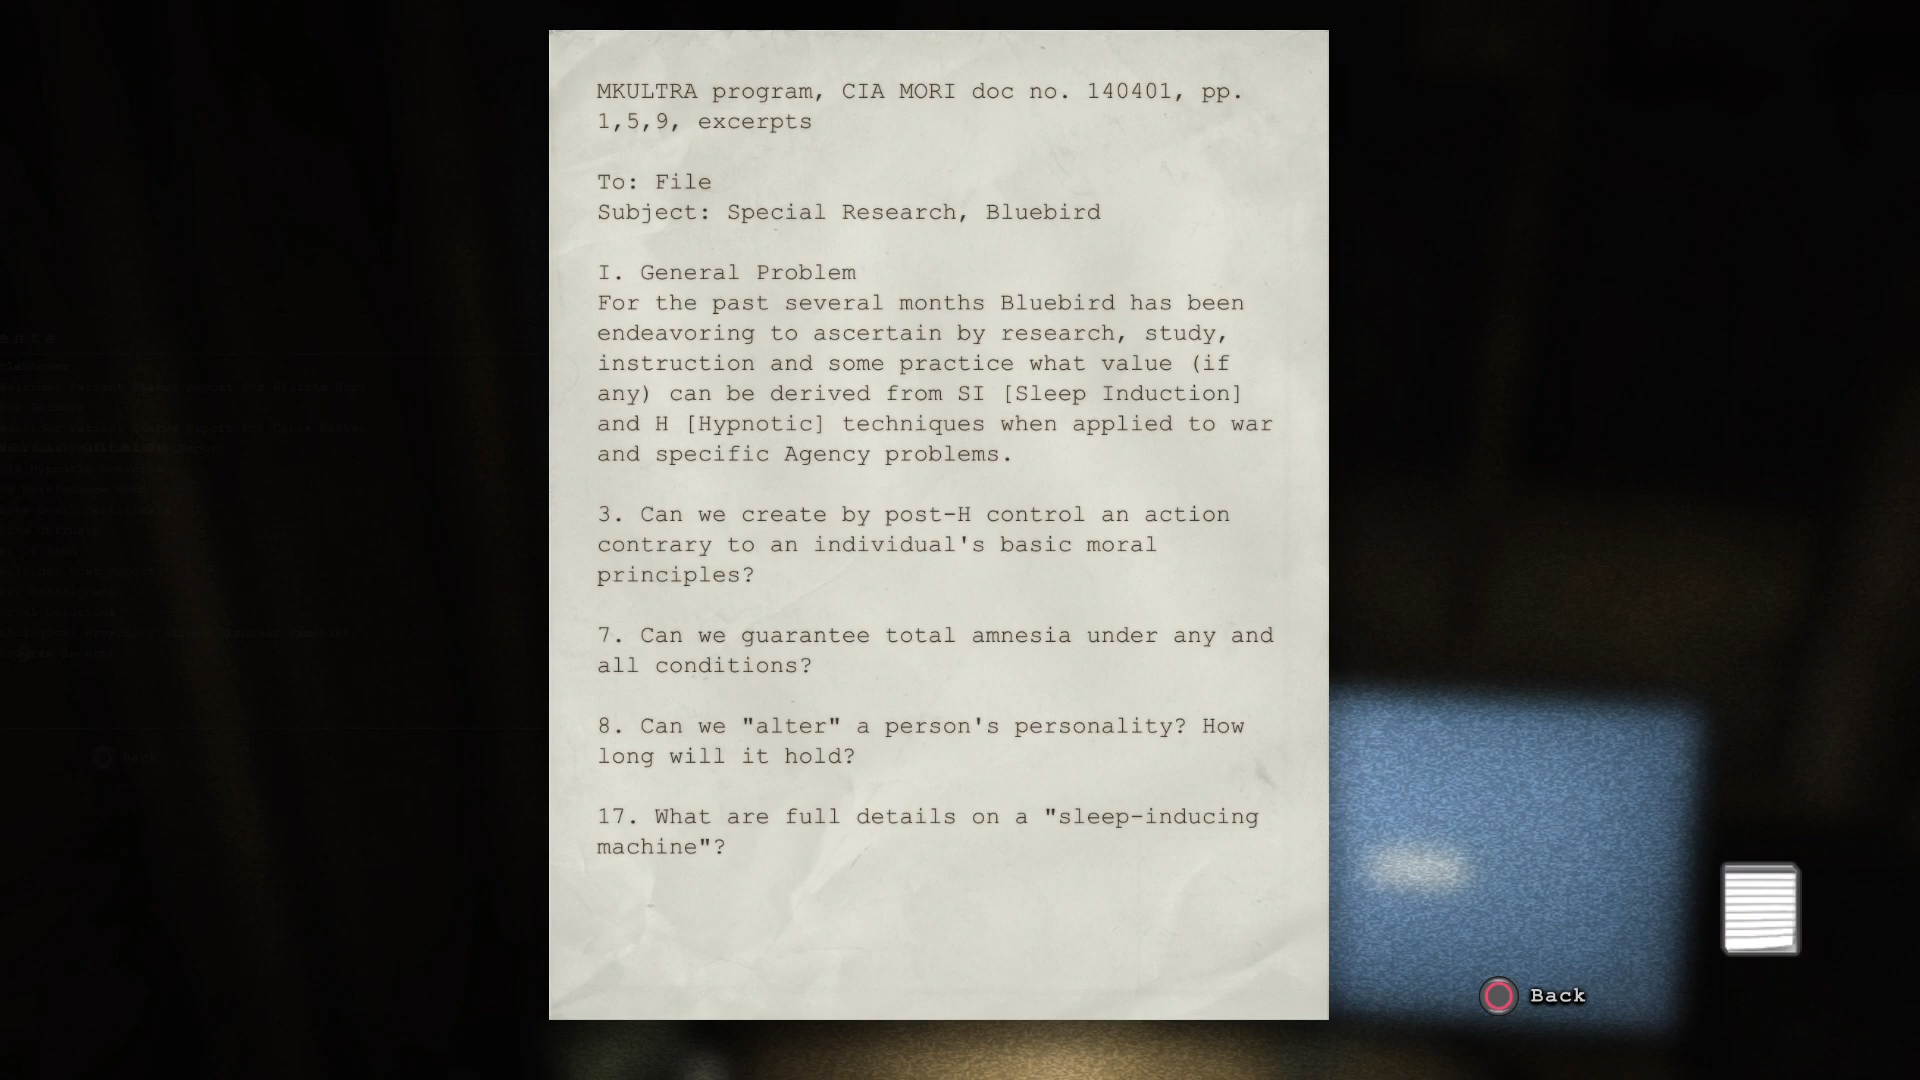 MKULTRA program, CIA MORI doc no. 140401, pp.
1,5,9, excerpts
To: File
Subject: Special Research, Bluebird
I. General Problem
For the past several months Bluebird has been
endeavoring to ascertain by research, study,
instruction and some practice what value (if
any) can be derived from SI [Sleep Induction]
and H [Hypnotic] techniques when applied to war
and specific Agency problems.
3. Can we create by post-H control an action
contrary to an individual's basic moral
principles?
7. Can we guarantee total amnesia under any and
all conditions?
8. Can we "alter" a person's personality? How
long will it hold?
17. What are full details on a "sleep-inducing
machine"?
Back
Back